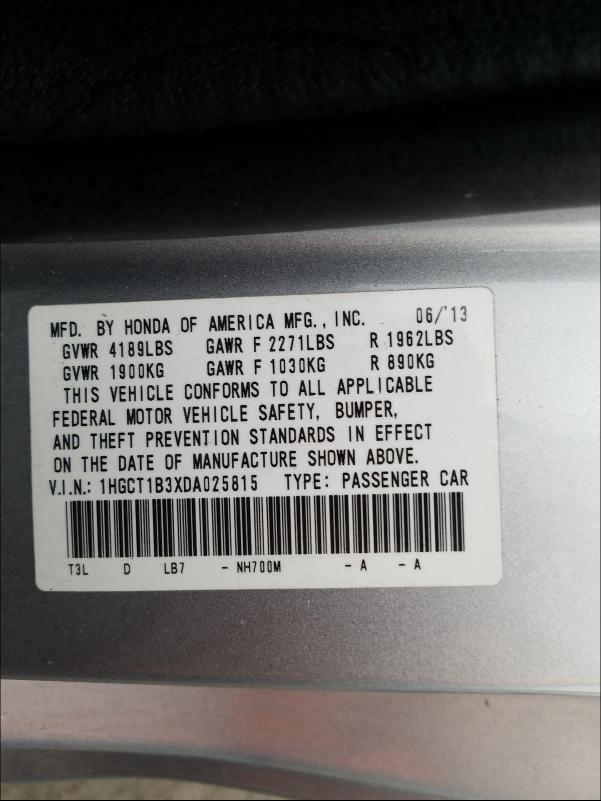 MFD. BY HONDA OF AMERICA MFG., INC. 06/'13
GVWR 4189LBS GAWR F 2271LBS R 1962LBS
GVWR 1900KG GAWR F 1030KG R 890KG
THIS VEHICLE CONFORMS TO ALL APPLICABLE
FEDERAL MOTOR VEHICLE SAFETY, BUMPER,
AND THEFT PREVENTION STANDARDS IN EFFECT
ON THE DATE OF MANUFACTURE SHOWN ABOVE.
V.I.N.: 1HGCT1B3XDA025815 TYPE: PASSENGER CAR
T3L D LB7 - NH700M - A - A